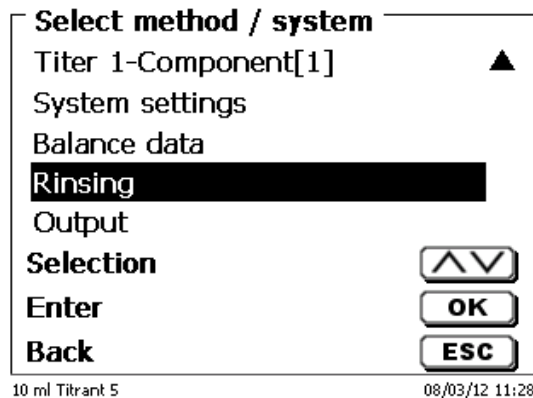 Select method / system
Titer 1-Component[1]
System settings
Balance data
Rinsing
Output
Selection
Enter OK
Back ESC
10 ml Titrant 5 08/03/12 11:28